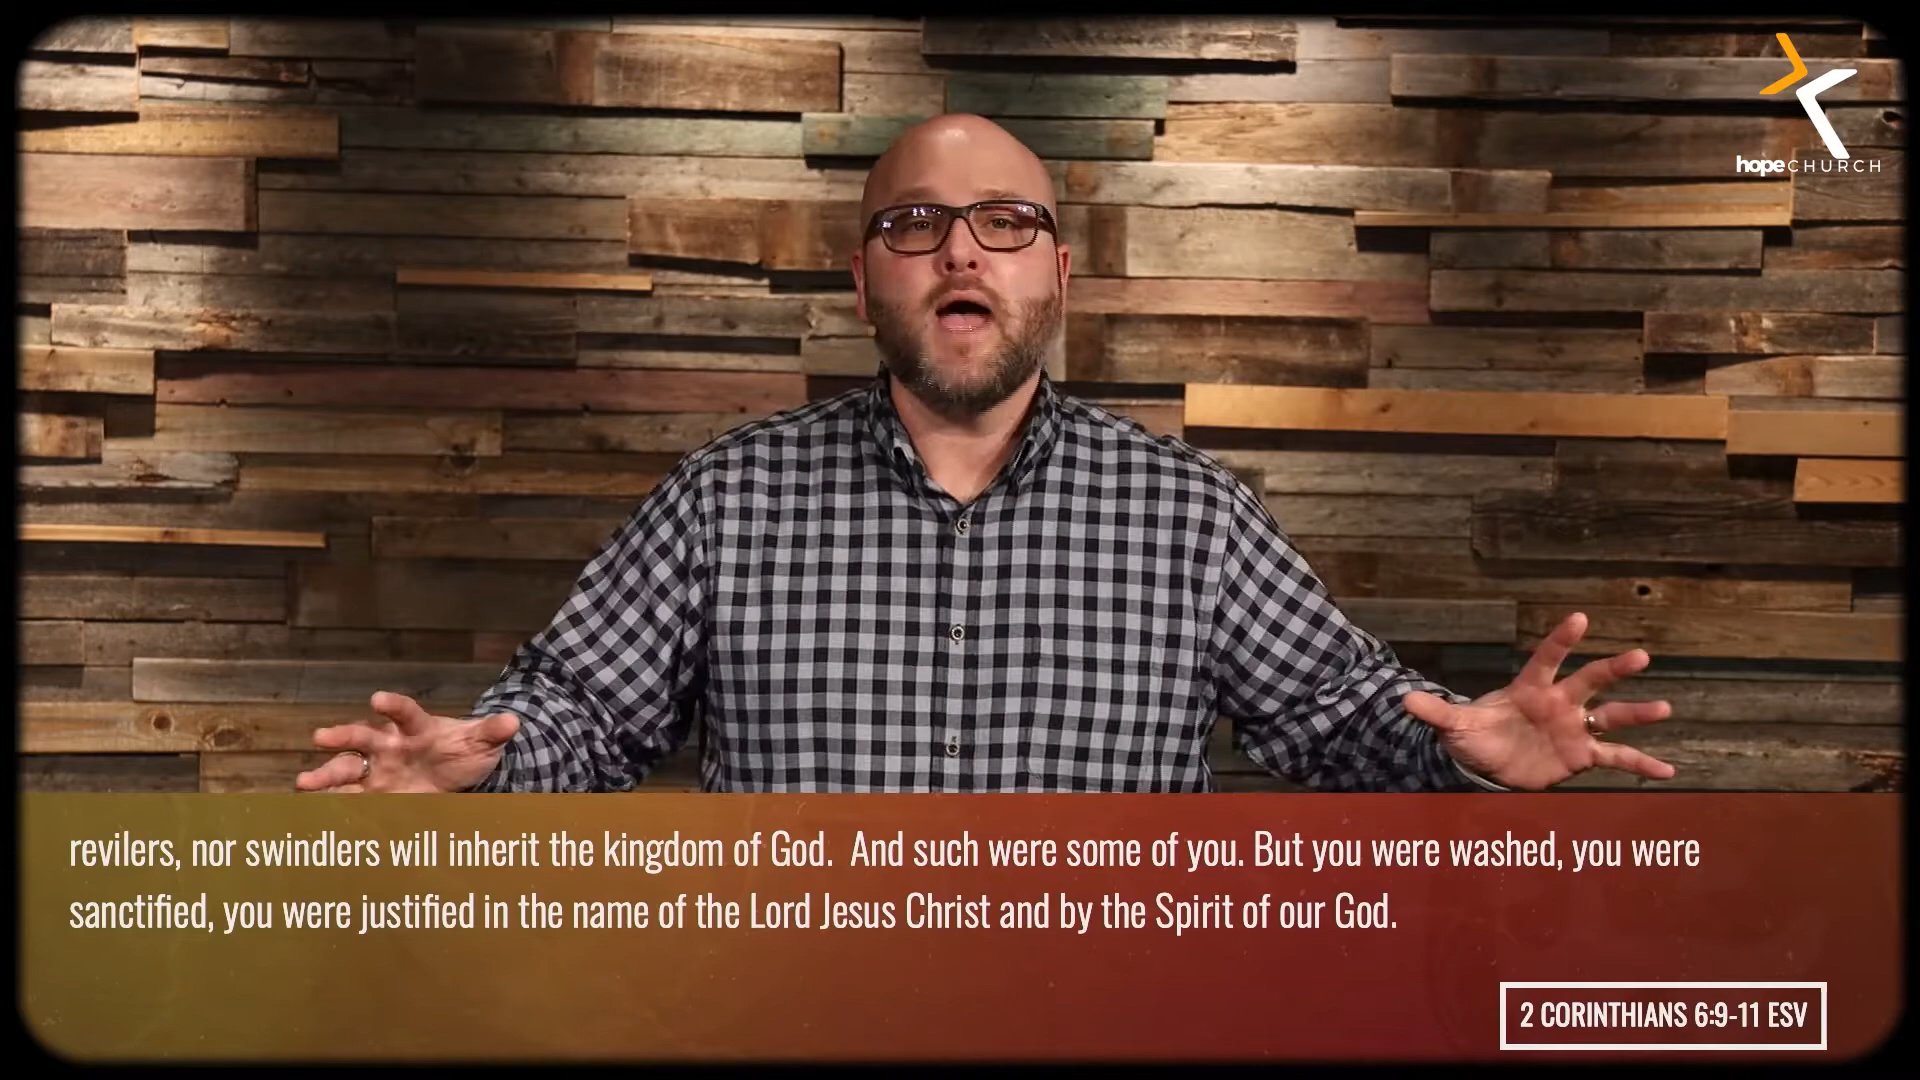 hopeCHURCH
revilers, nor swindlers will inherit the kingdom of God.  And such were some of you. But you were washed, you were
sanctified, you were justified in the name of the Lord Jesus Christ and by the Spirit of our God.
2 CORINTHIANS 6:9-11 ESV